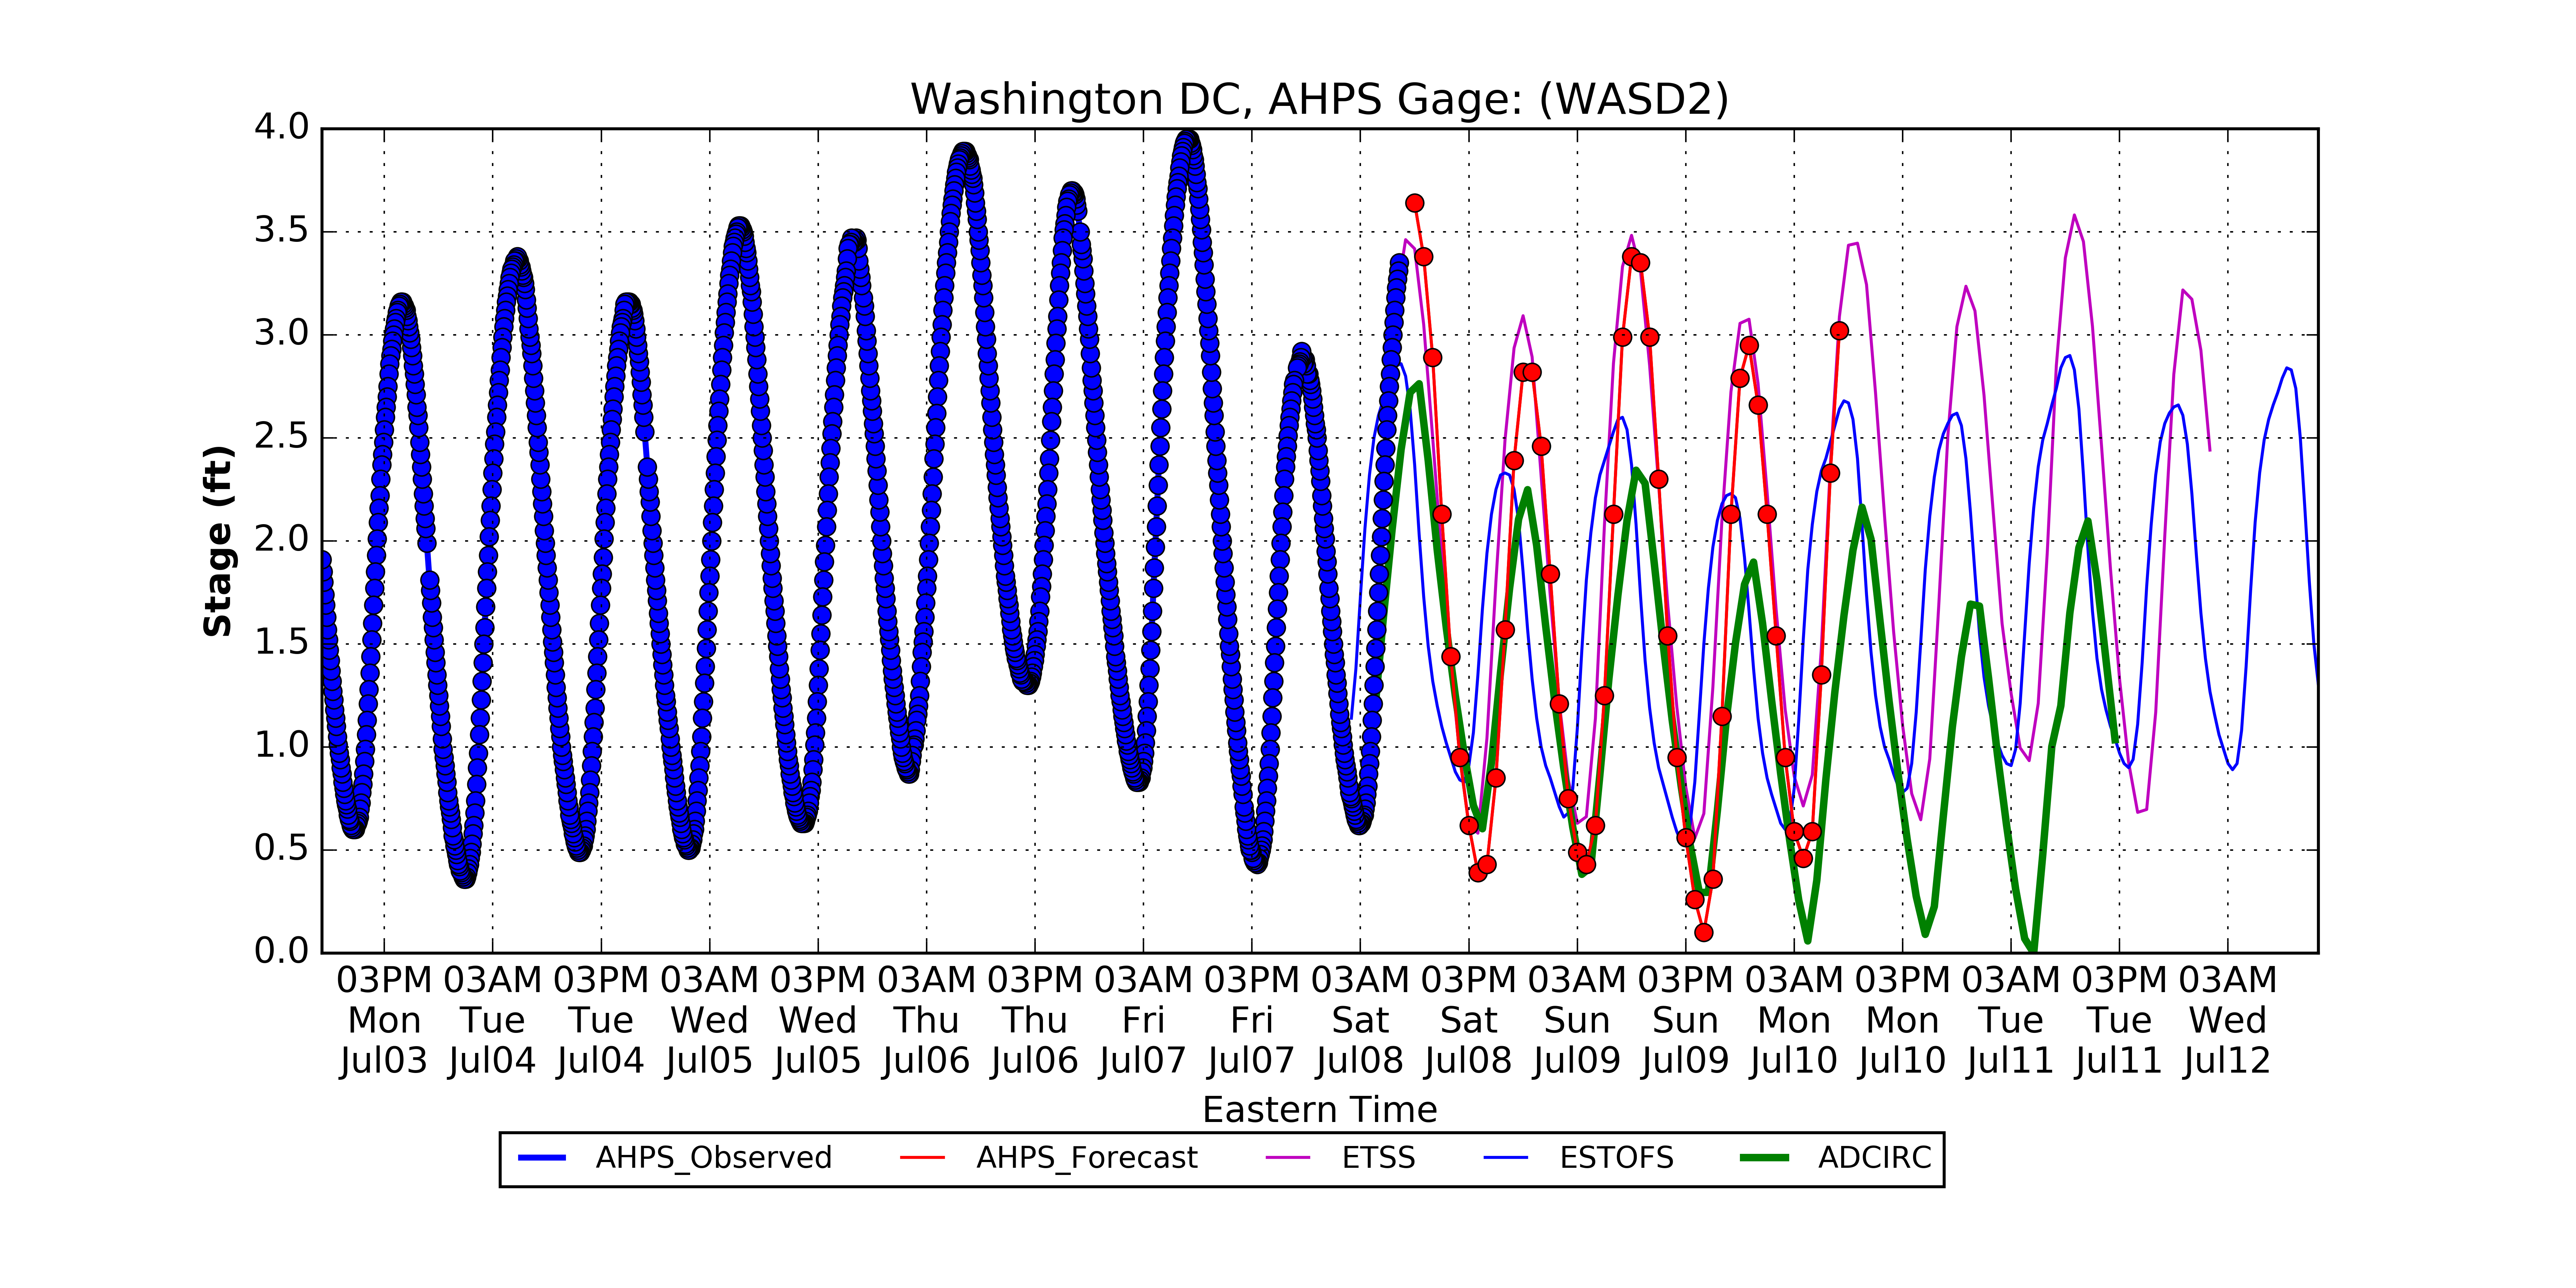 Washington DC, AHPS Gage: (WASD2)
4.0
3.5
3.0
2.5
2.0
1.5
1.0
0.5
0.0
Stage (ft)
03PM 03AM 03PM 03AM 03PM 03AM 03PM 03AM 03PM 03AM 03PM 03AM 03PM 03AM 03PM 03AM 03PM 03AM
Mon Tue Tue Wed Wed Thu Thu Fri Fri Sat Sat Sun Sun Mon Mon Tue Tue Wed
Jul03 Jul04 Jul04 Jul05 Jul05 Jul06 Jul06 Jul07 Jul07 Jul08 Jul08 Jul09 Jul09 Jul10 Jul10 Jul11 Jul11 Jul12
Eastern Time
AHPS_Observed AHPS_Forecast ETSS ESTOFS ADCIRC